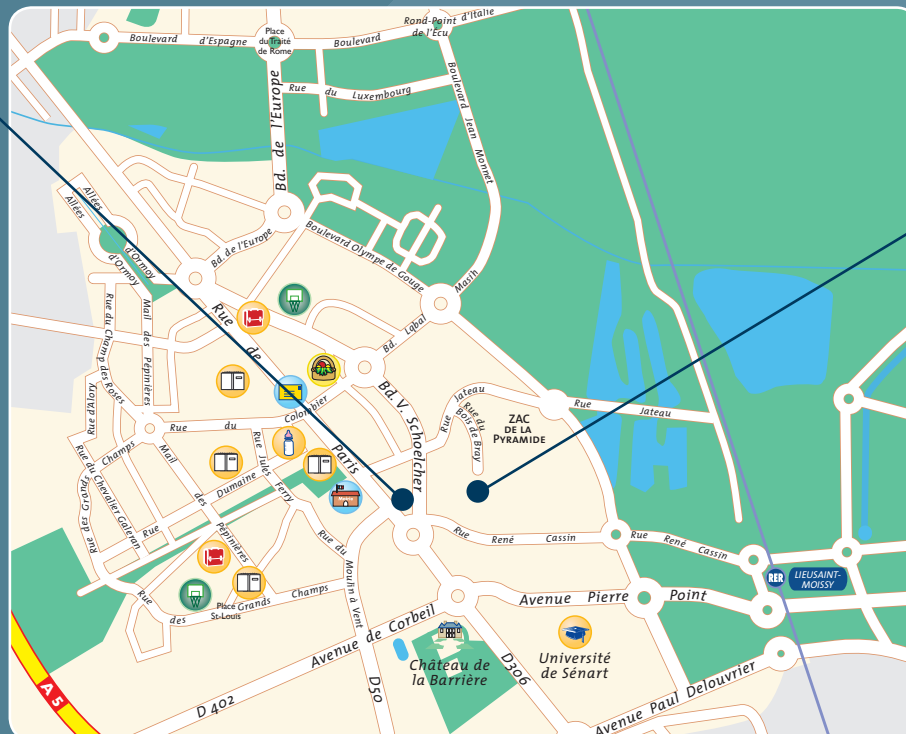 Rond-Point
de l'Ecu
d'Italie
Boulevard d'Espagne
Place
du Traité
de Rome
Boulevard
Rue du Luxembourg
Boulevard Jean Monnet
Bd. de l'Europe
Allées
Allées
d'Ormoy
d'Ormoy
Bd. de l'Europe
Boulevard Olympe de Gouge
Masih
Bd. Iqbal
Rue de Paris
Rue du Champ des Roses
Mail des Pépinières
Rue d'Alory
Bd. V. Schoelcher
Rue Jateau
Rue du
Bois de Bray
ZAC
DE LA
PYRAMIDE
Rue Jateau
Rue du Colombier
Rue des Grands Champs
Rue du Chevalier Galeran
Mail des Pépinières
Rue Jules Ferry
Rue Dumaine
Mairie
Rue du Moulin à Vent
Rue René Cassin
Rue René Cassin
RER
LIEUSAINT-
MOISSY
Rue des Grands Champs
Place
St-Louis
Avenue Pierre Point
Avenue de Corbeil
Château de
la Barrière
Université
de Sénart
D306
D50
D 402
A 5
Avenue Paul Delouvrier